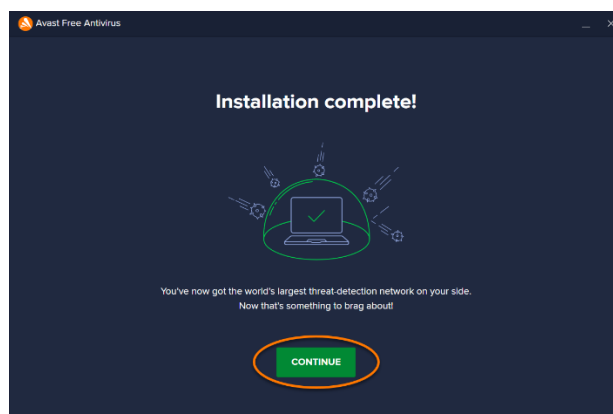 Avast Free Antivirus
Installation complete!
You've now got the world's largest threat-detection network on your side.
Now that's something to brag about!
CONTINUE